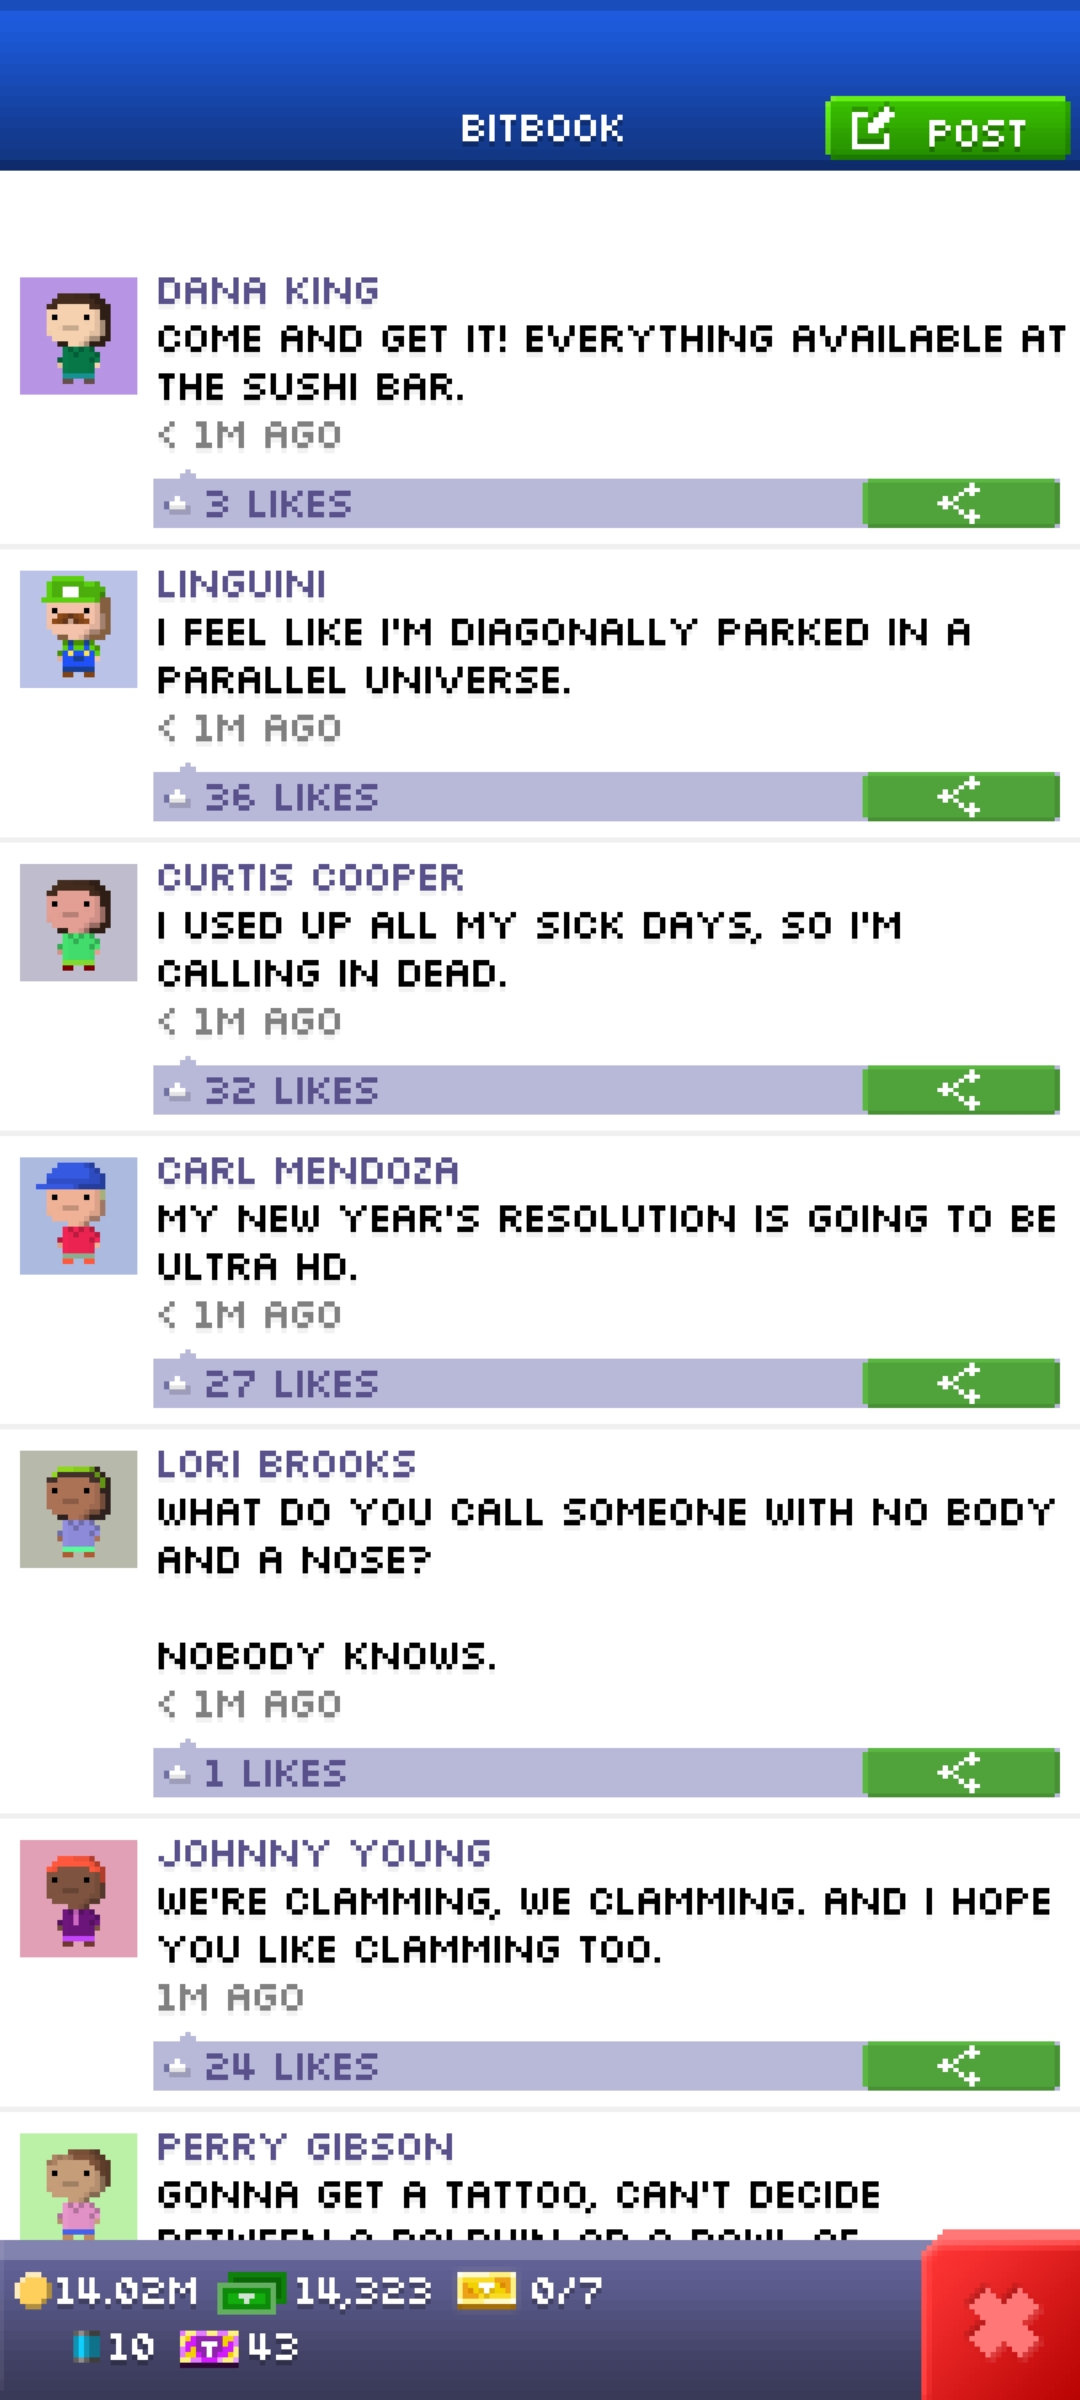 BITBOOK
POST
DANA KING
COME AND GET IT! EVERYTHING AVAILABLE AT
THE SUSHI BAR.
< 1M AGO
3 LIKES
LINGUINI
I FEEL LIKE I'M DIAGONALLY PARKED IN A
PARALLEL UNIVERSE.
< 1M AGO
36 LIKES
CURTIS COOPER
I USED UP ALL MY SICK DAYS, SO I'M
CALLING IN DEAD.
< 1M AGO
32 LIKES
CARL MENDOZA
MY NEW YEAR'S RESOLUTION IS GOING TO BE
ULTRA HD.
< 1M AGO
27 LIKES
LORI BROOKS
WHAT DO YOU CALL SOMEONE WITH NO BODY
AND A NOSE?
NOBODY KNOWS.
< 1M AGO
1 LIKES
JOHNNY YOUNG
WE'RE CLAMMING, WE CLAMMING. AND I HOPE
YOU LIKE CLAMMING TOO.
1M AGO
24 LIKES
PERRY GIBSON
GONNA GET A TATTOO, CAN'T DECIDE
BETWEEN A DOLPHIN OR A BOWL OF
14.02M 14,323 0/7
10 T 43